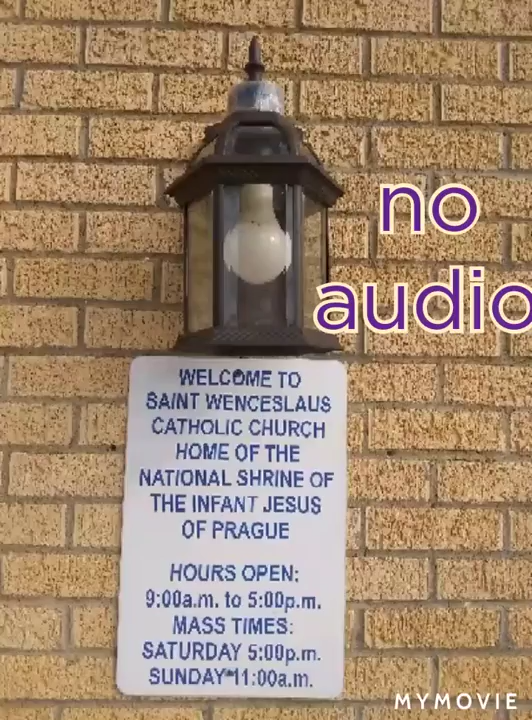 no
audio
WELCOME TO
SAINT WENCESLAUS
CATHOLIC CHURCH
HOME OF THE
NATIONAL SHRINE OF
THE INFANT JESUS
OF PRAGUE
HOURS OPEN:
9:00a.m. to 5:00p.m.
MASS TIMES:
SATURDAY 5:00p.m.
SUNDAY 11:00a.m.
MYMOVIE